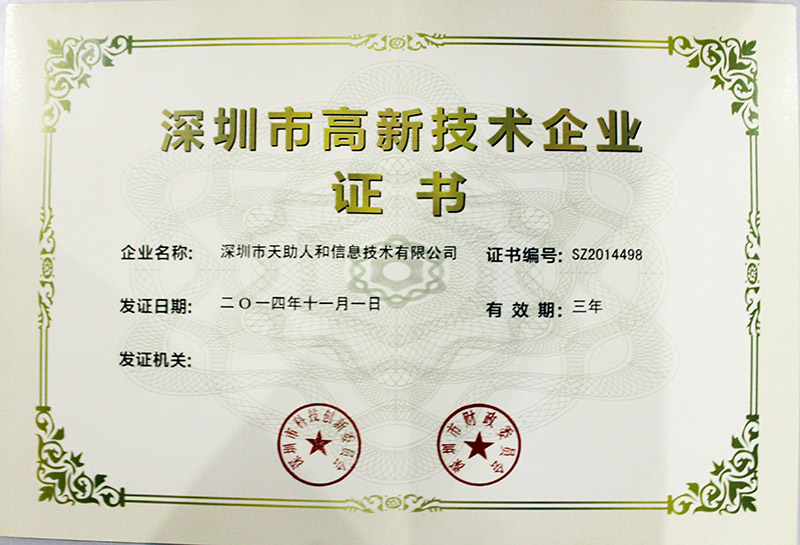 深圳市高新技术企业
证书
企业名称: 深圳市天助人和信息技术有限公司 证书编号: SZ2014498
发证日期: 二〇一四年十一月一日 有效期: 三年
发证机关:
深圳市科技创新委员会
深圳市财政委员会